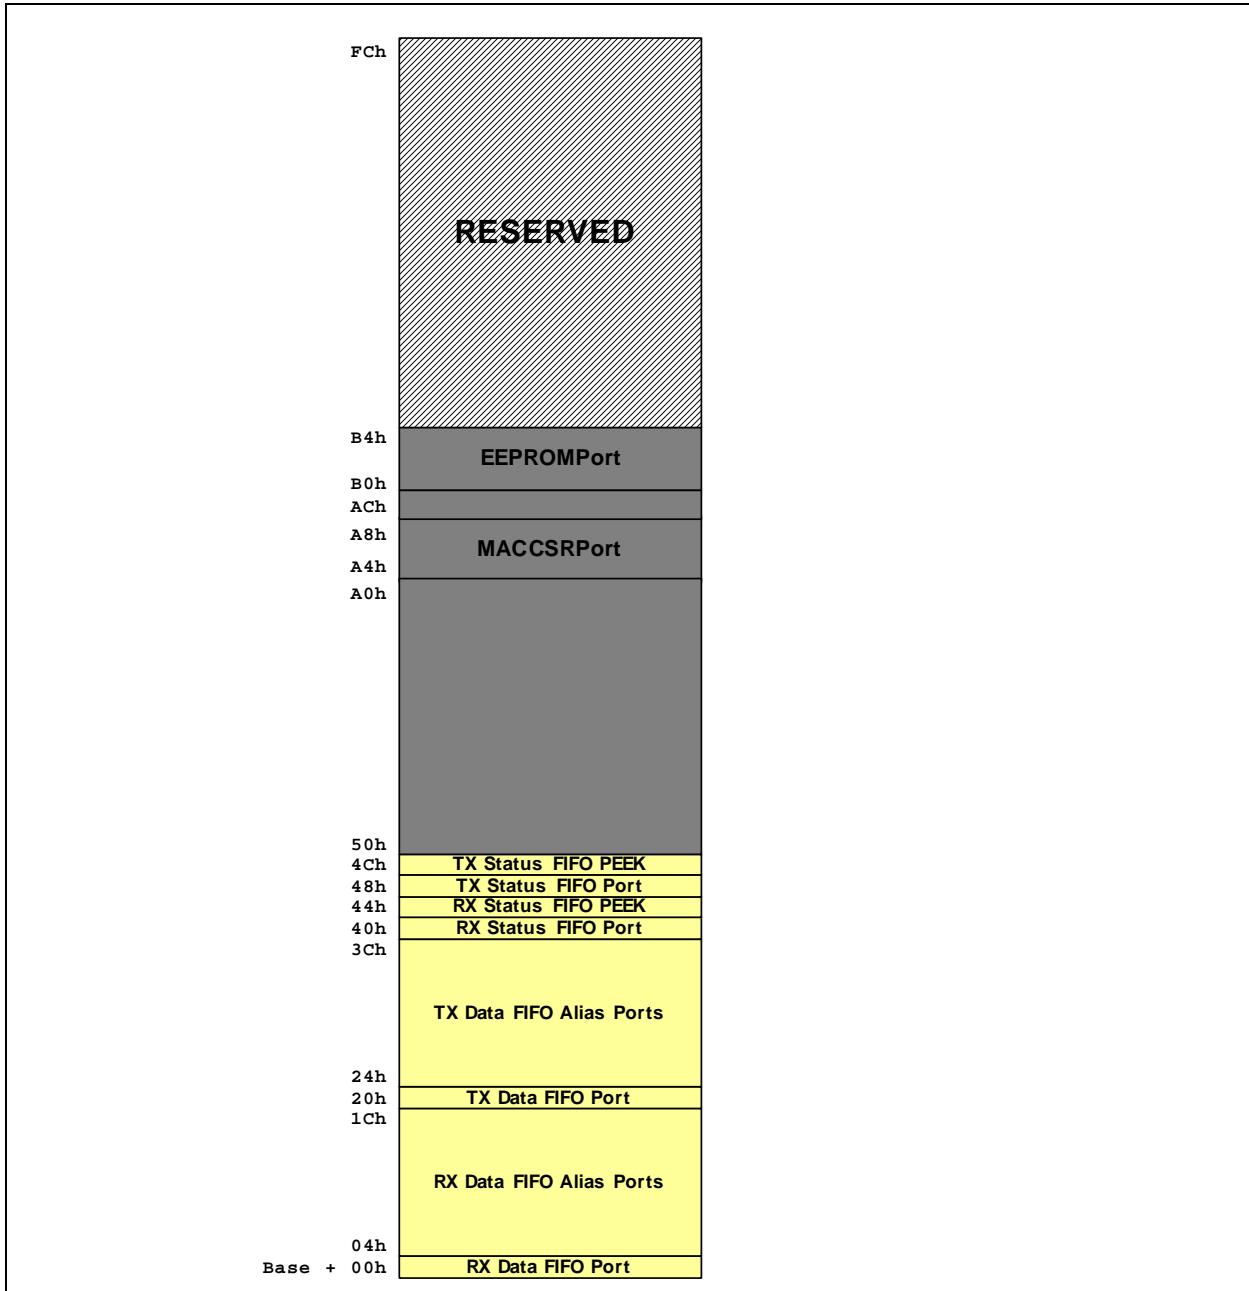 FCh
RESERVED
B4h
EEPROMPort
B0h
ACh
A8h
MACCSRPort
A4h
A0h
50h
4Ch TX Status FIFO PEEK
48h TX Status FIFO Port
44h RX Status FIFO PEEK
40h RX Status FIFO Port
3Ch
TX Data FIFO Alias Ports
24h
20h TX Data FIFO Port
1Ch
RX Data FIFO Alias Ports
04h
Base + 00h RX Data FIFO Port